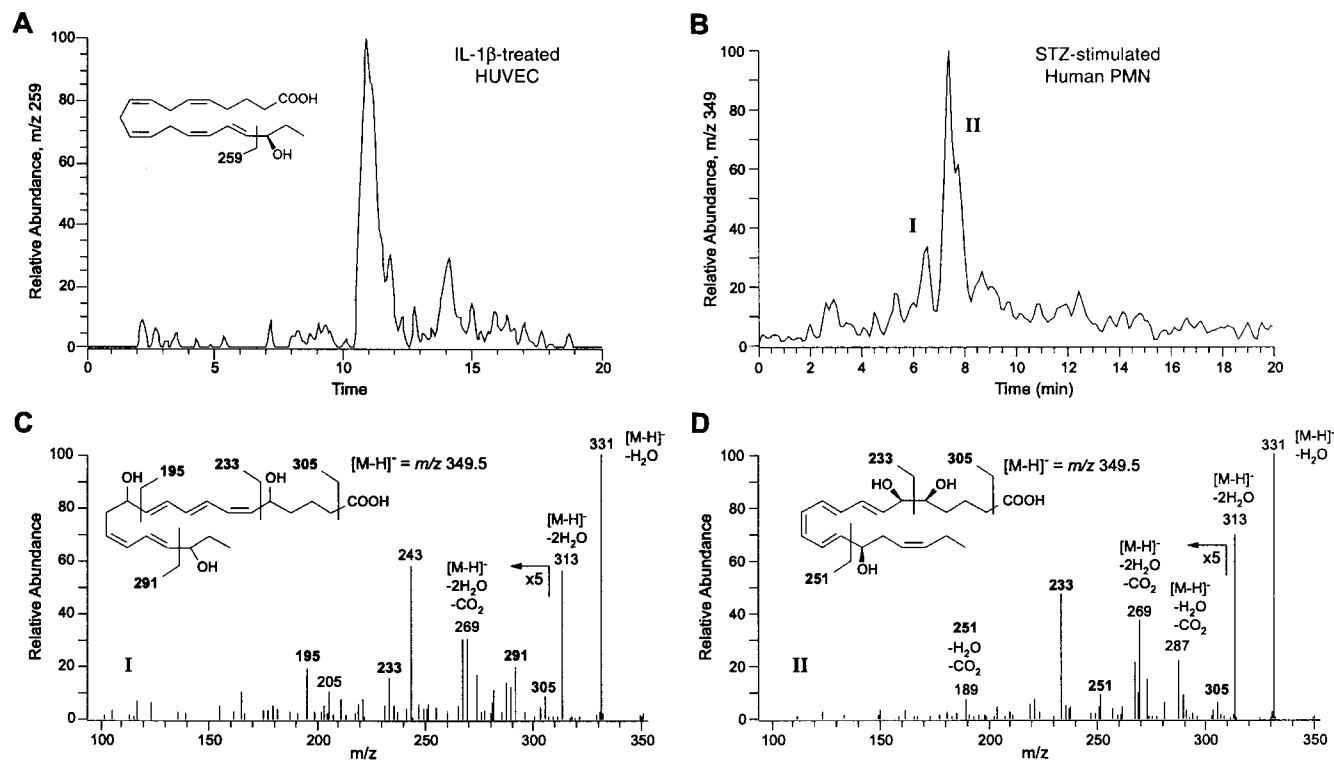 A
IL-1β-treated
HUVEC
Relative Abundance, m/z 259
100
80
60
40
20
0
COOH
OH
259
0 5 10 15 20
Time
B
STZ-stimulated
Human PMN
Relative Abundance, m/z 349
100
80
60
40
20
0
I
II
0 2 4 6 8 10 12 14 16 18 20
Time (min)
C
[M-H]⁻ = m/z 349.5
331 [M-H]⁻
-H₂O
OH 195 233 OH 305
COOH
291 OH
Relative Abundance
100
80
60
40
20
0
[M-H]⁻
-2H₂O
313
x5
243
[M-H]⁻
-2H₂O
-CO₂
269
I
195
205
233
291
305
100 150 200 250 300 350
m/z
D
[M-H]⁻ = m/z 349.5
331 [M-H]⁻
-H₂O
233 305
HO OH
COOH
251 OH
Relative Abundance
100
80
60
40
20
0
[M-H]⁻
-2H₂O
313
x5
[M-H]⁻
-2H₂O
-CO₂
269
[M-H]⁻
-H₂O
-CO₂
287
233
251
-H₂O
-CO₂
189
II
251
305
100 150 200 250 300 350
m/z